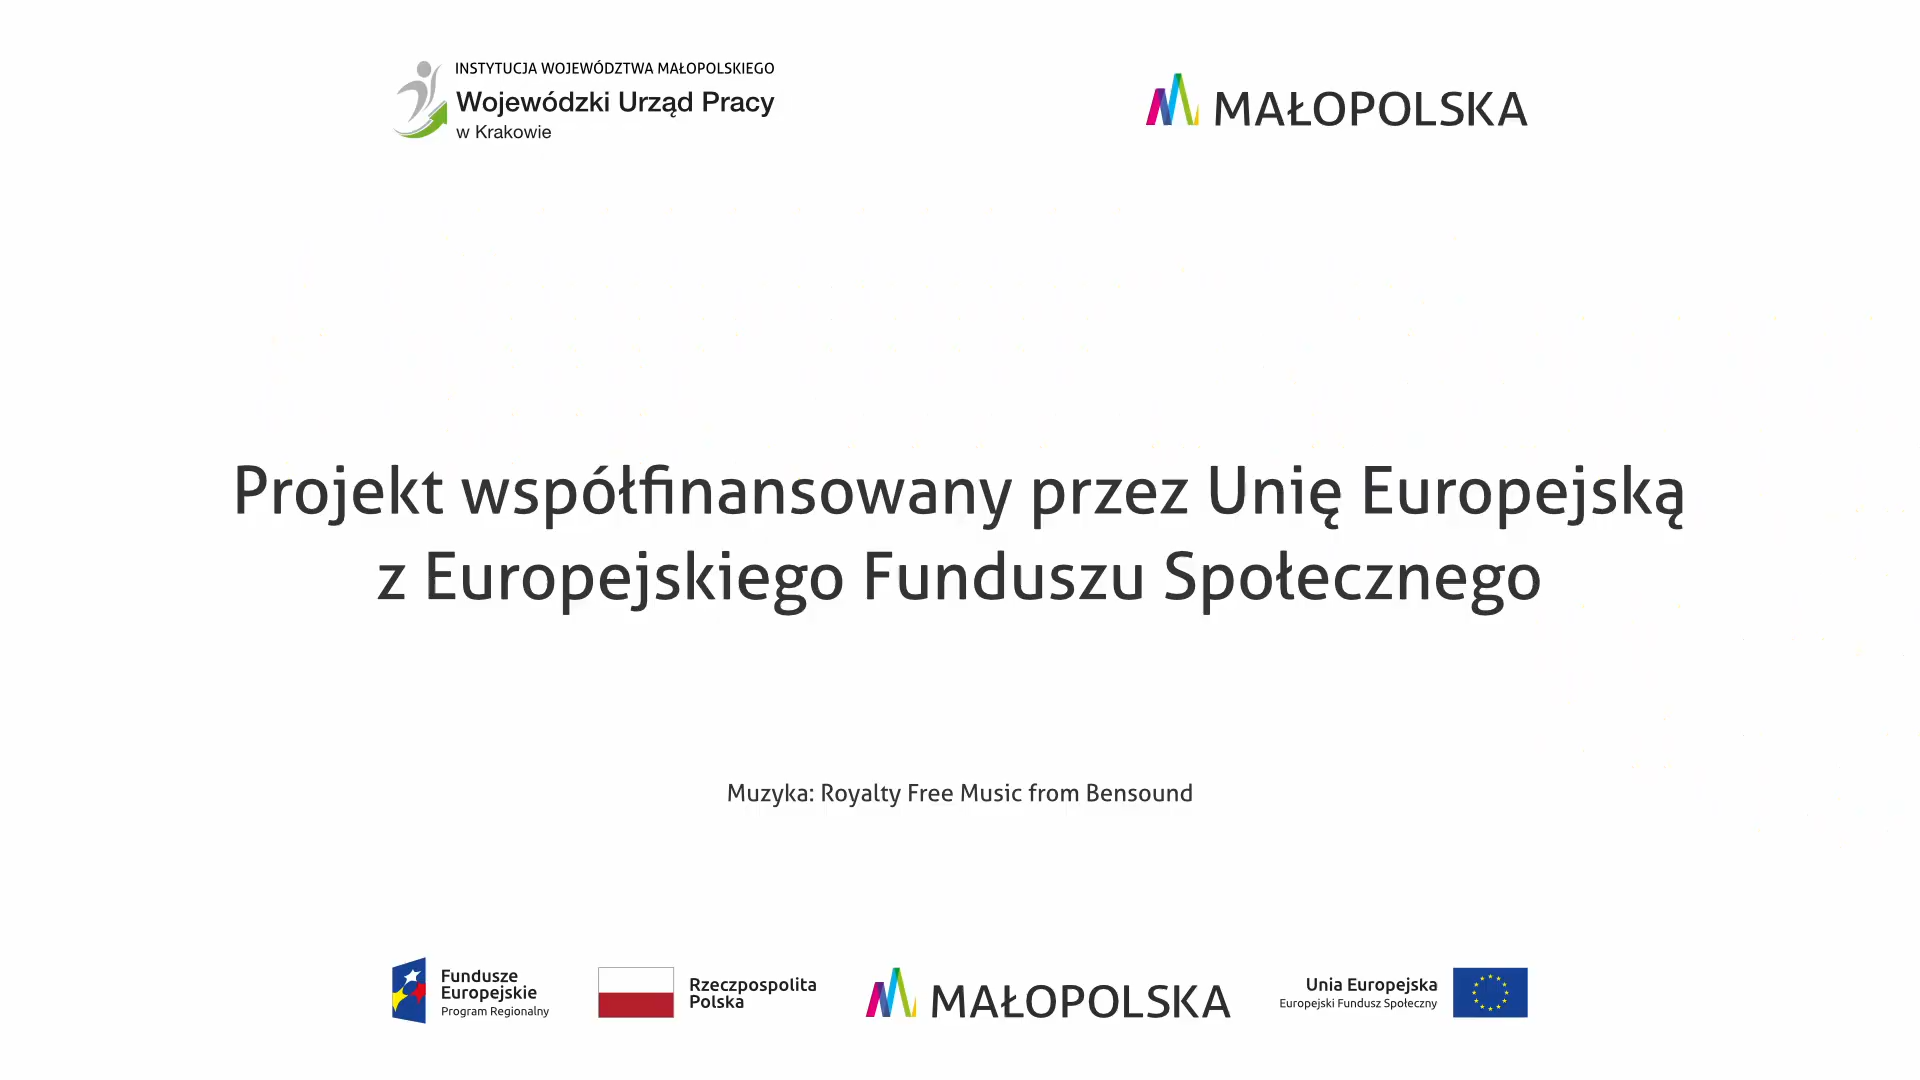 INSTYTUCJA WOJEWÓDZTWA MAŁOPOLSKIEGO
Wojewódzki Urząd Pracy
w Krakowie
MAŁOPOLSKA
Projekt współfinansowany przez Unię Europejską
z Europejskiego Funduszu Społecznego
Muzyka: Royalty Free Music from Bensound
Fundusze
Europejskie
Program Regionalny
Rzeczpospolita
Polska
MAŁOPOLSKA
Unia Europejska
Europejski Fundusz Społeczny